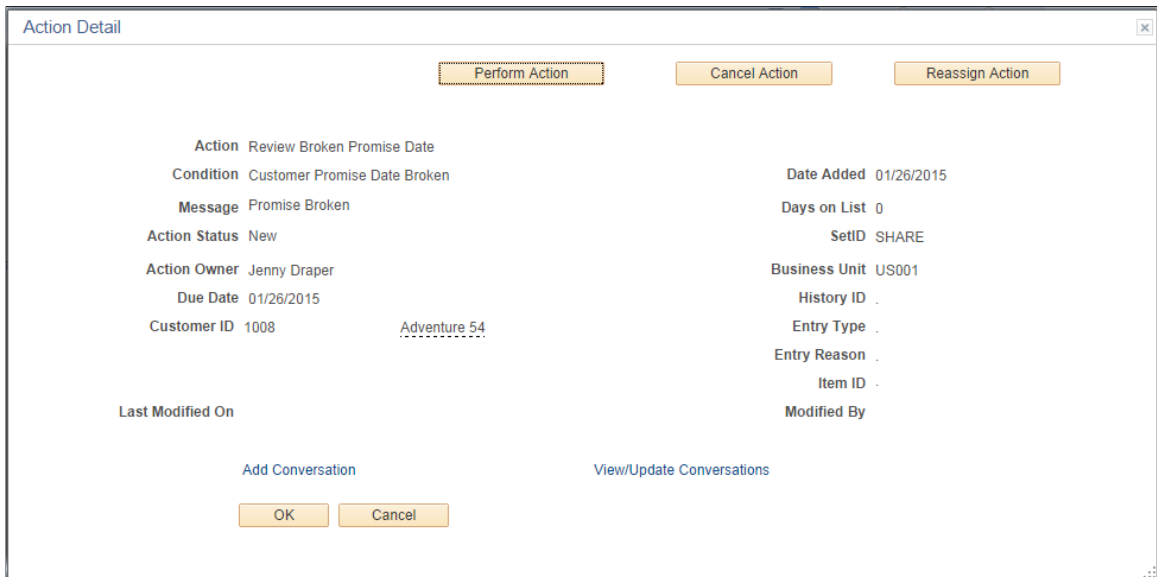 Action Detail
Perform Action Cancel Action Reassign Action
Action Review Broken Promise Date
Condition Customer Promise Date Broken Date Added 01/26/2015
Message Promise Broken Days on List 0
Action Status New SetID SHARE
Action Owner Jenny Draper Business Unit US001
Due Date 01/26/2015 History ID .
Customer ID 1008 Adventure 54 Entry Type .
Entry Reason .
Item ID .
Last Modified On Modified By
Add Conversation View/Update Conversations
OK Cancel